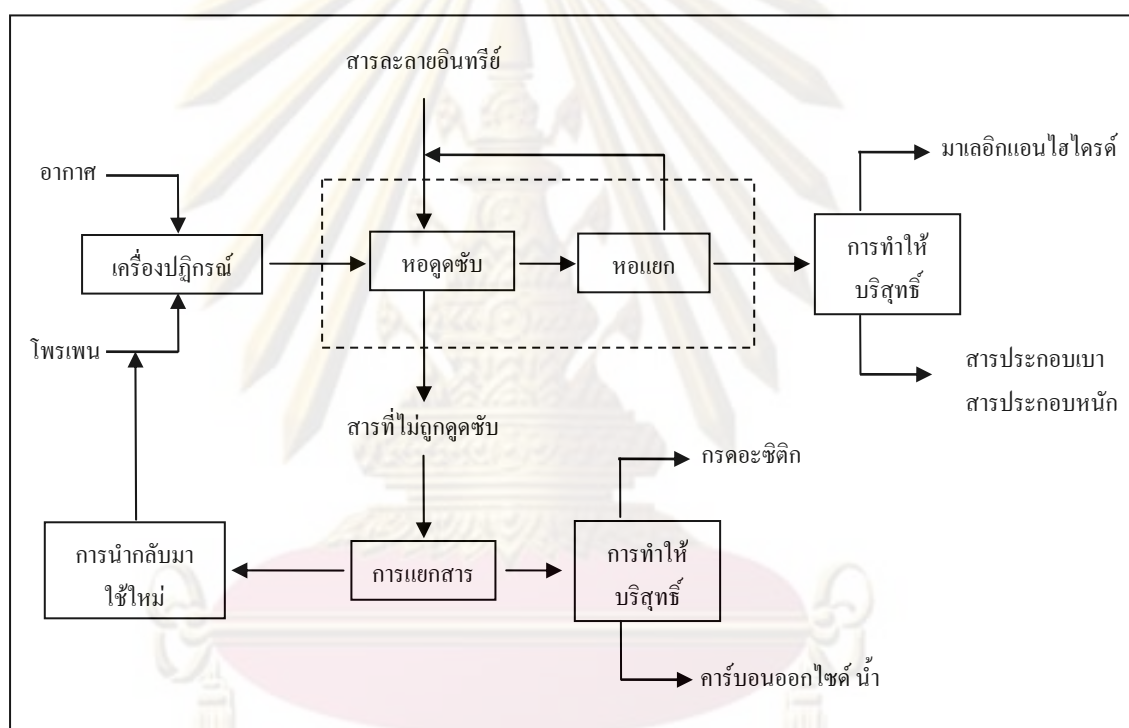 สารละลายอินทรีย์
มาเลอิกแอนไฮไดรด์
อากาศ
เครื่องปฏิกรณ์
หอดูดซับ
หอแยก
การทำให้
บริสุทธิ์
โพรเพน
สารประกอบเบา
สารประกอบหนัก
สารที่ไม่ถูกดูดซับ
กรดอะซิติก
การนำกลับมา
ใช้ใหม่
การแยกสาร
การทำให้
บริสุทธิ์
คาร์บอนออกไซด์ น้ำ